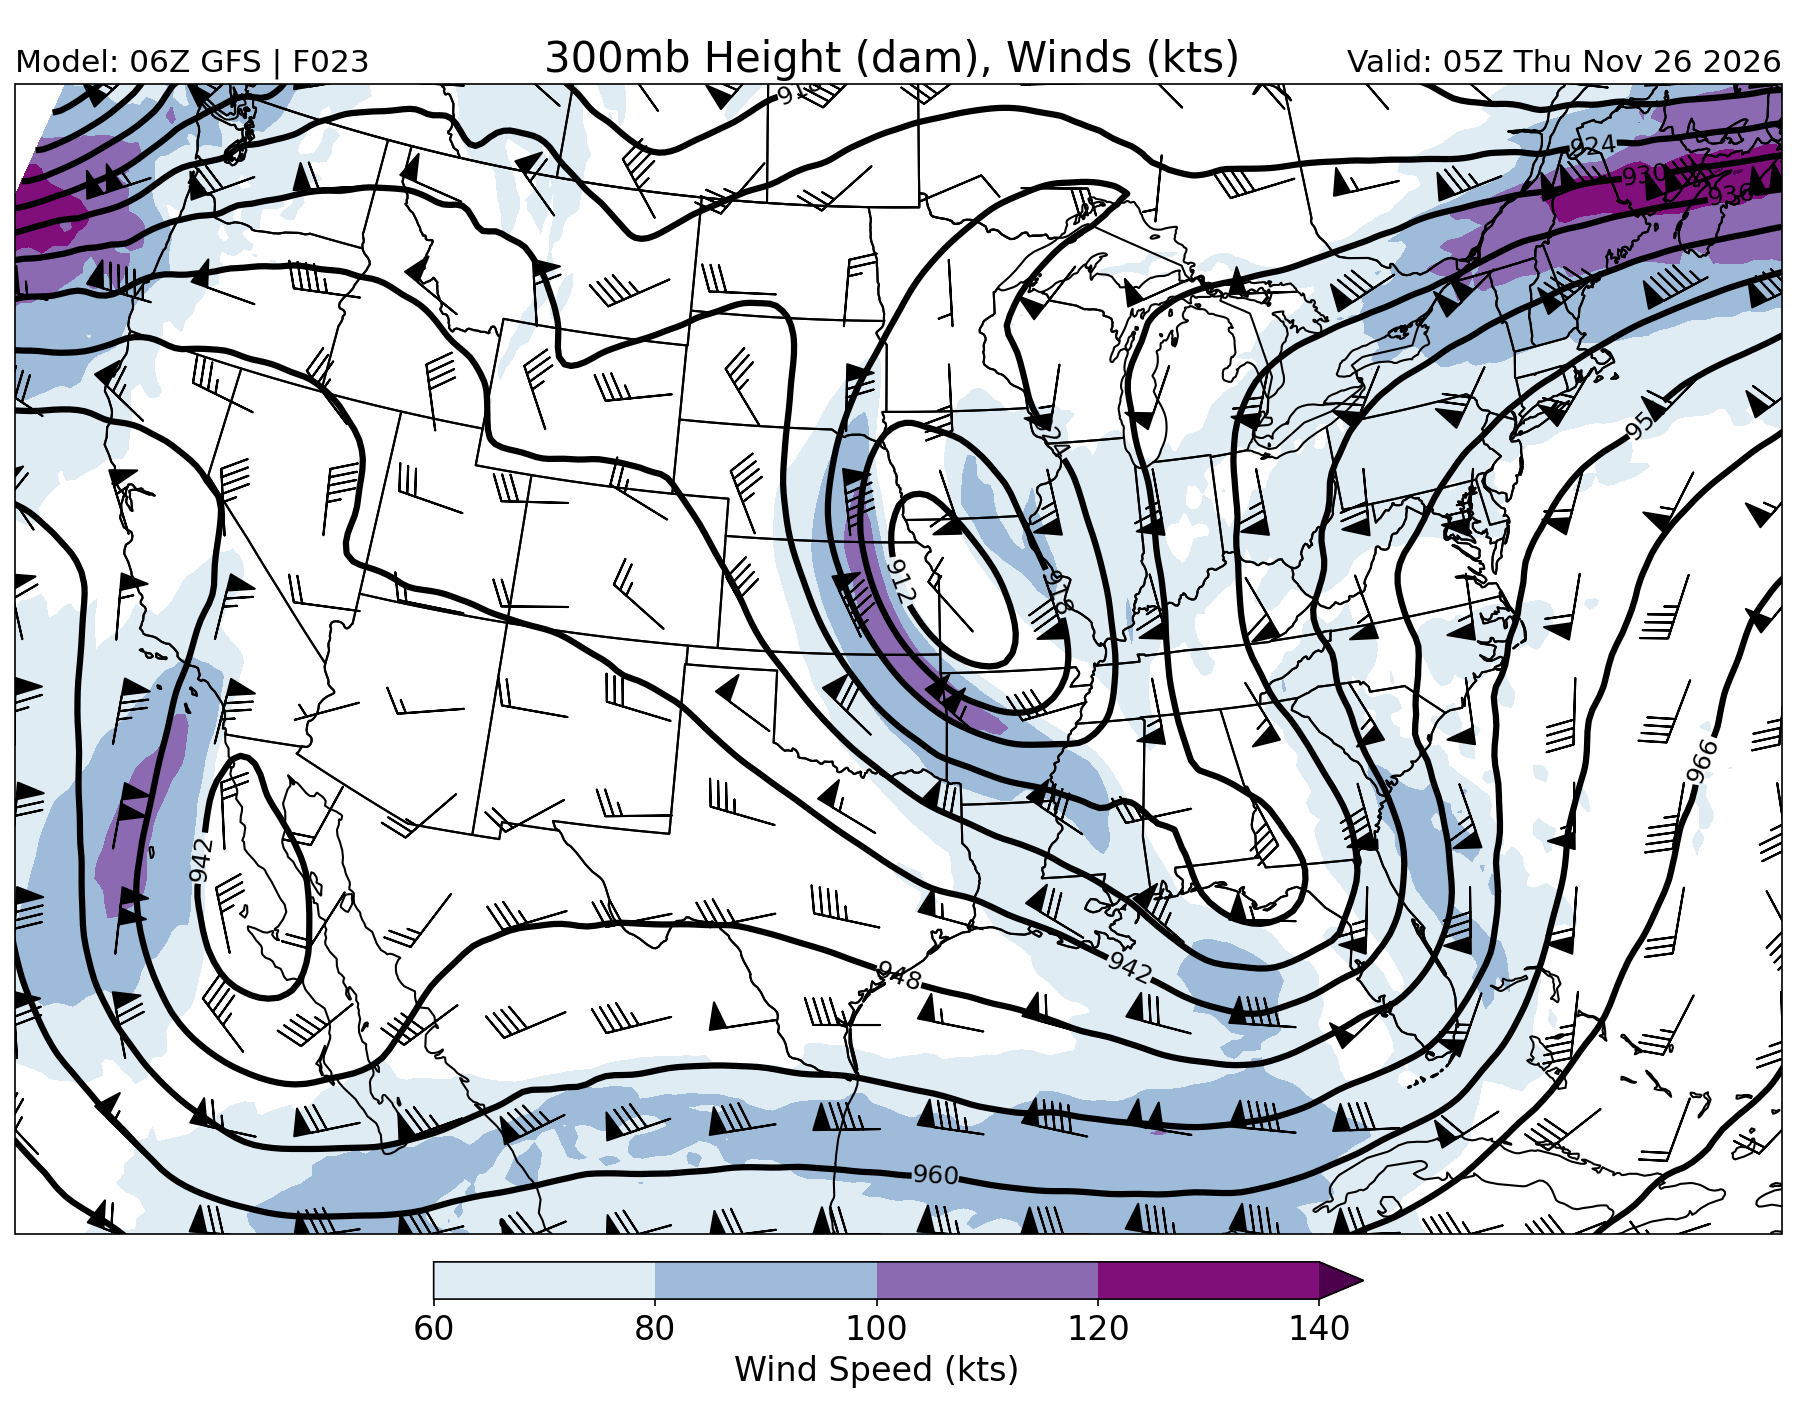 Model: 06Z GFS | F023
300mb Height (dam), Winds (kts)
Valid: 05Z Thu Nov 26 2026
924
930
936
912
918
942
966
948
942
960
60 80 100 120 140
Wind Speed (kts)